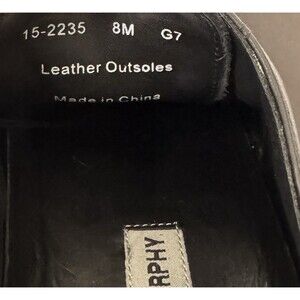 15-2235 8M G7
Leather Outsoles
Made in China
RPHY